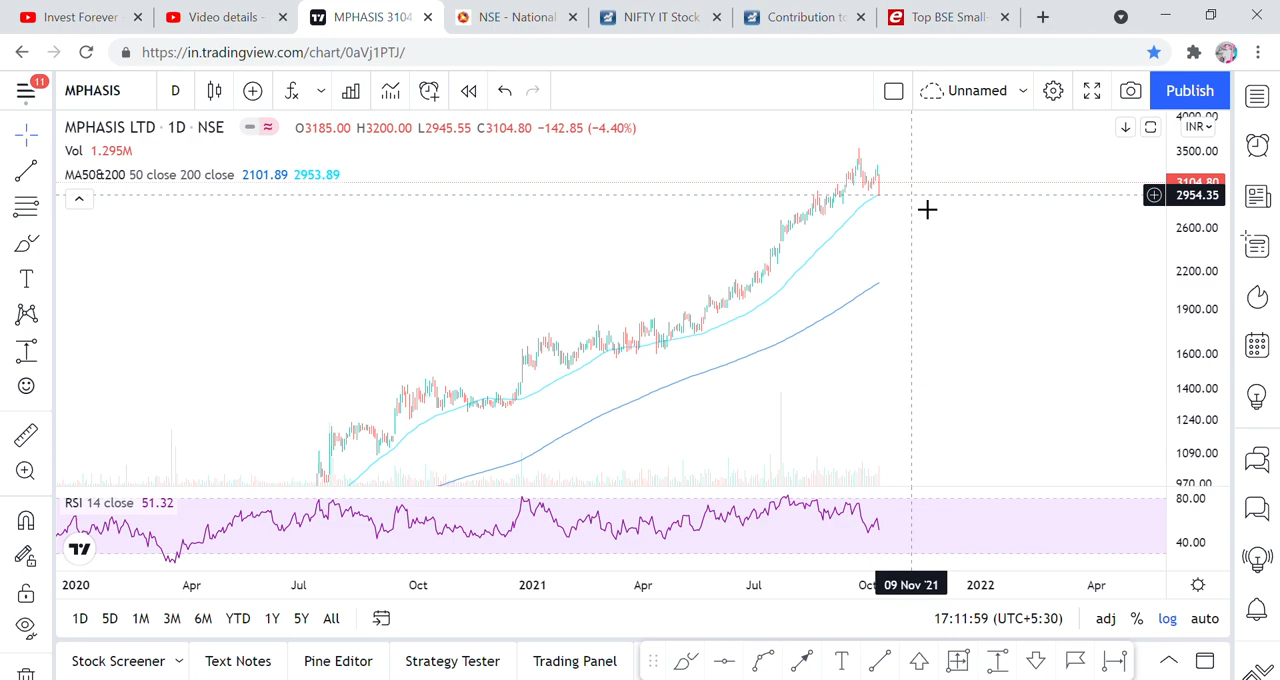 Invest Forever
Video details -
MPHASIS 3104
NSE - National
NIFTY IT Stock
Contribution to
Top BSE Small-
https://in.tradingview.com/chart/0aVj1PTJ/
11
MPHASIS
D
Unnamed
Publish
MPHASIS LTD · 1D · NSE
O3185.00 H3200.00 L2945.55 C3104.80 −142.85 (−4.40%)
Vol 1.295M
MA50&200 50 close 200 close 2101.89 2953.89
4000.00
INR
3500.00
3104.80
2954.35
2600.00
2200.00
1900.00
1600.00
1400.00
1240.00
1090.00
970.00
RSI 14 close 51.32
80.00
40.00
2020 Apr Jul Oct 2021 Apr Jul Oct 09 Nov '21 2022 Apr
1D 5D 1M 3M 6M YTD 1Y 5Y All
17:11:59 (UTC+5:30)
adj % log auto
Stock Screener Text Notes Pine Editor Strategy Tester Trading Panel